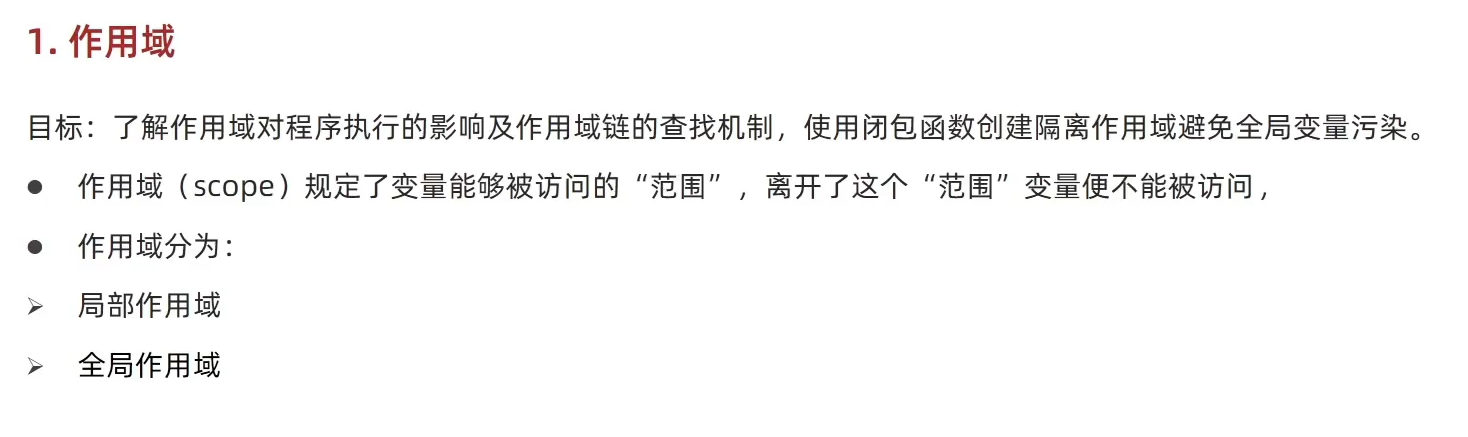 1. 作用域
目标：了解作用域对程序执行的影响及作用域链的查找机制，使用闭包函数创建隔离作用域避免全局变量污染。
● 作用域（scope）规定了变量能够被访问的“范围”，离开了这个“范围”变量便不能被访问，
● 作用域分为：
➢ 局部作用域
➢ 全局作用域